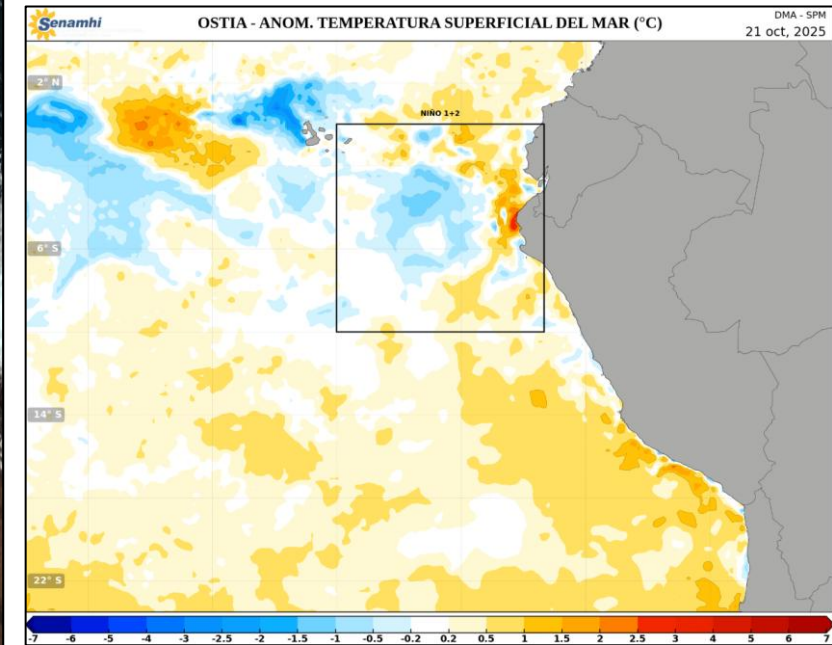 Senamhi
OSTIA - ANOM. TEMPERATURA SUPERFICIAL DEL MAR (°C)
DMA - SPM
21 oct, 2025
2° N
NIÑO 1+2
6° S
14° S
22° S
-7 -6 -5 -4 -3 -2.5 -2 -1.5 -1 -0.5 -0.2 0.2 0.5 1 1.5 2 2.5 3 4 5 6 7